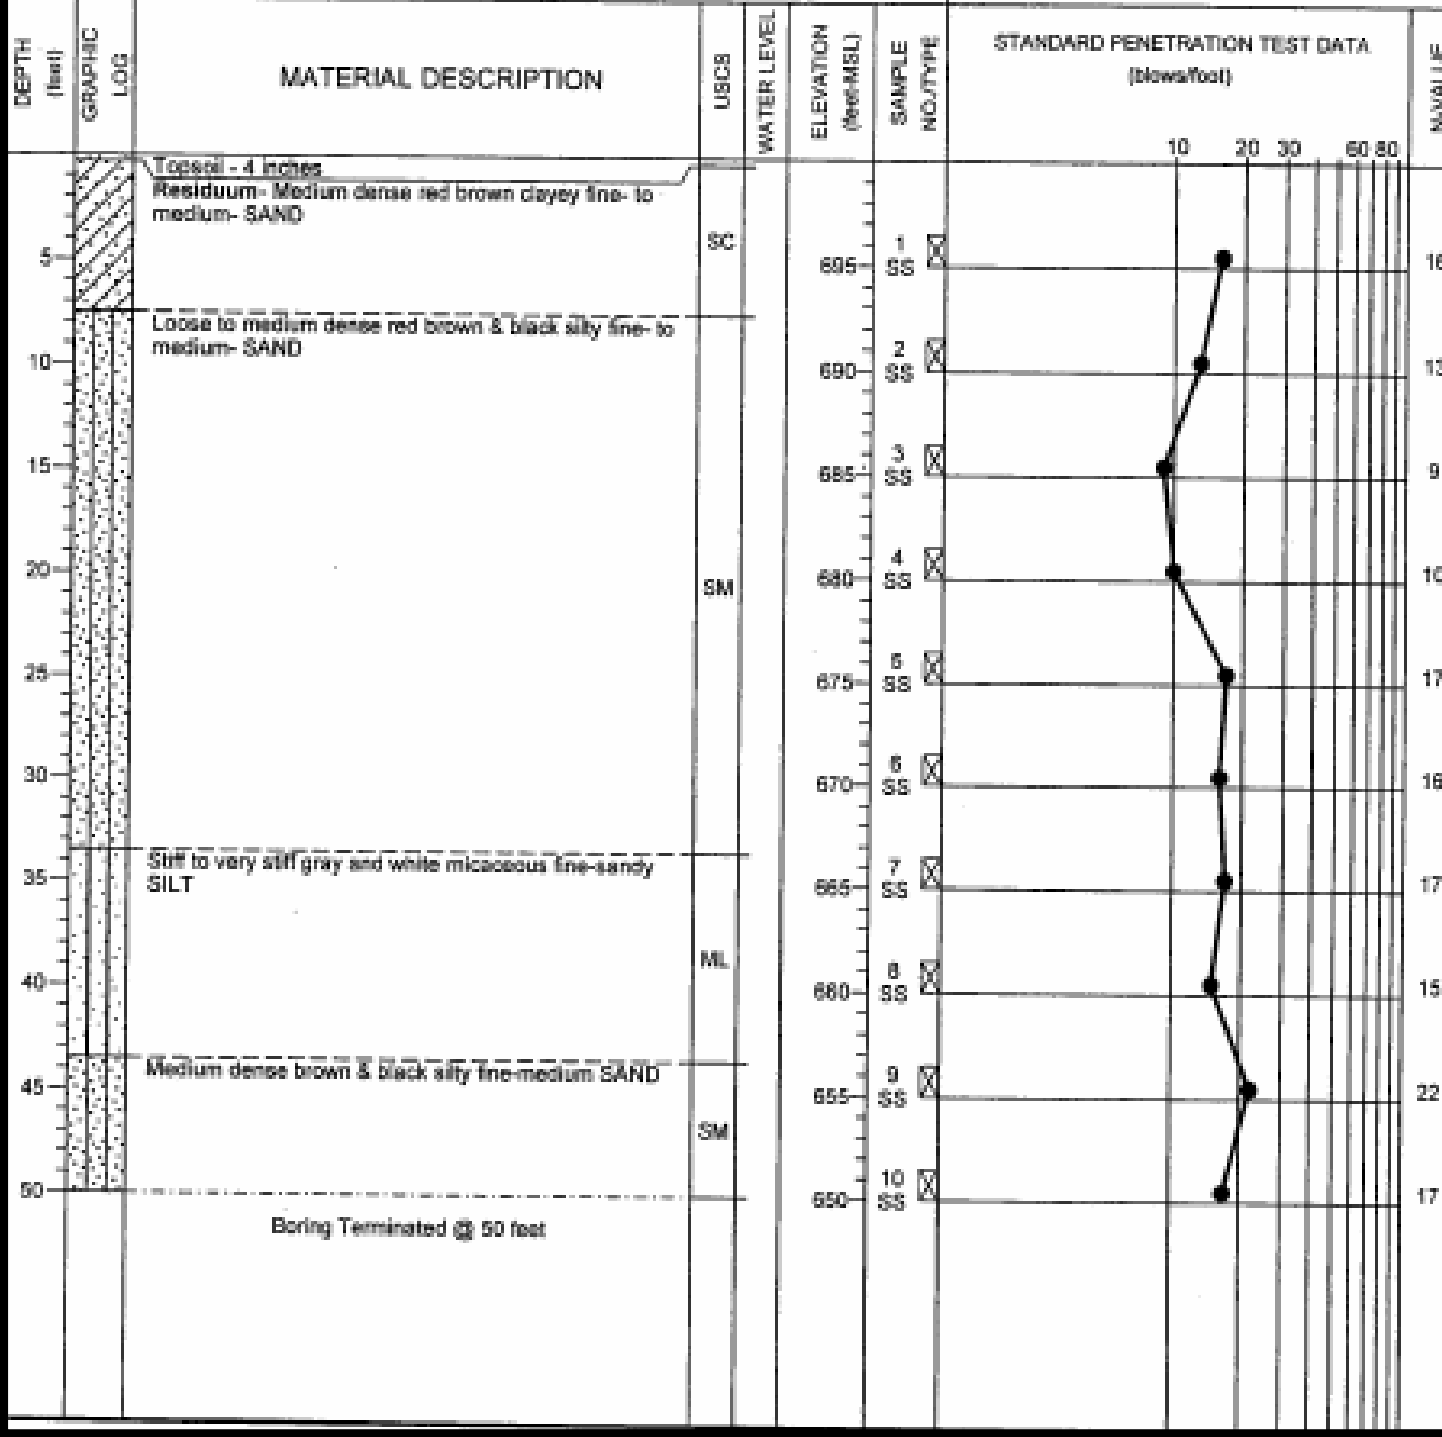 DEPTH
(feet)
GRAPHIC
LOG
MATERIAL DESCRIPTION
USCS
WATER LEVEL
ELEVATION
(feet-MSL)
SAMPLE
NO./TYPE
STANDARD PENETRATION TEST DATA
(blows/foot)
10 20 30 60 80
N-VALUE
Topsoil - 4 inches
Residuum- Medium dense red brown clayey fine- to
medium- SAND
SC
5
695
1
SS
16
Loose to medium dense red brown & black silty fine- to
medium- SAND
10
690
2
SS
13
15
685
3
SS
9
20
SM
680
4
SS
10
25
675
5
SS
17
30
670
6
SS
16
Stiff to very stiff gray and white micaceous fine-sandy
SILT
35
665
7
SS
17
ML
40
660
8
SS
15
Medium dense brown & black silty fine-medium SAND
45
655
9
SS
22
SM
50
650
10
SS
17
Boring Terminated @ 50 feet